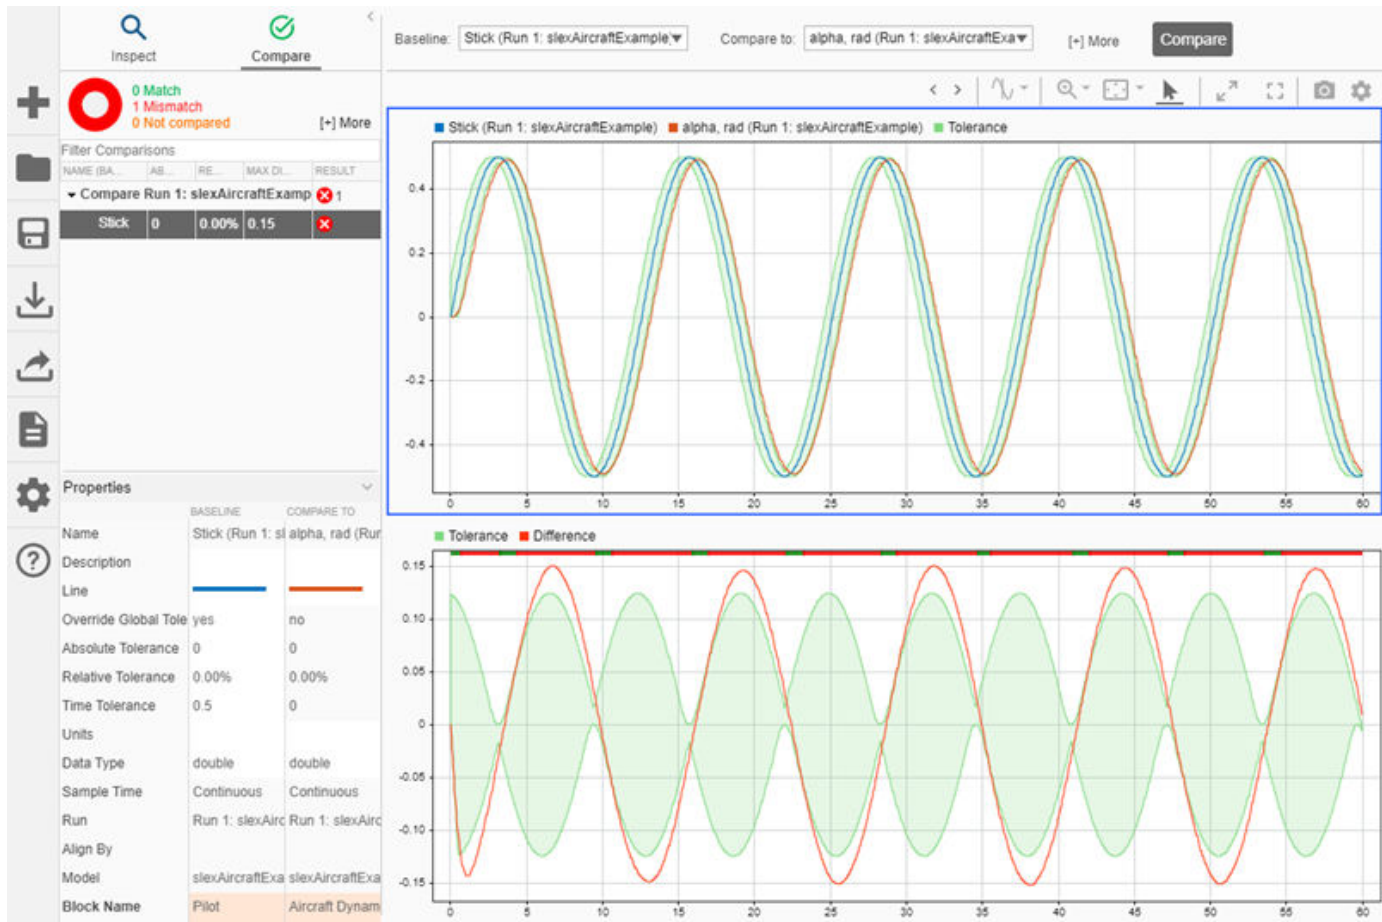 Inspect
Compare
Baseline: Stick (Run 1: slexAircraftExample)
Compare to: alpha, rad (Run 1: slexAircraftExa
[+] More
Compare
0 Match
1 Mismatch
0 Not compared
[+] More
Filter Comparisons
NAME (BA... AB... RE... MAX DI... RESULT
Compare Run 1: slexAircraftExamp 1
Stick 0 0.00% 0.15
Stick (Run 1: slexAircraftExample) alpha, rad (Run 1: slexAircraftExample) Tolerance
0.4
0.2
0
-0.2
-0.4
0 5 10 15 20 25 30 35 40 45 50 55 60
Properties
BASELINE COMPARE TO
Name Stick (Run 1: sl alpha, rad (Rur
Description
Line
Override Global Tole yes no
Absolute Tolerance 0 0
Relative Tolerance 0.00% 0.00%
Time Tolerance 0.5 0
Units
Data Type double double
Sample Time Continuous Continuous
Run Run 1: slexAirc Run 1: slexAirc
Align By
Model slexAircraftExa slexAircraftExa
Block Name Pilot Aircraft Dynam
Tolerance Difference
0.15
0.10
0.05
0
-0.05
-0.10
-0.15
0 5 10 15 20 25 30 35 40 45 50 55 60